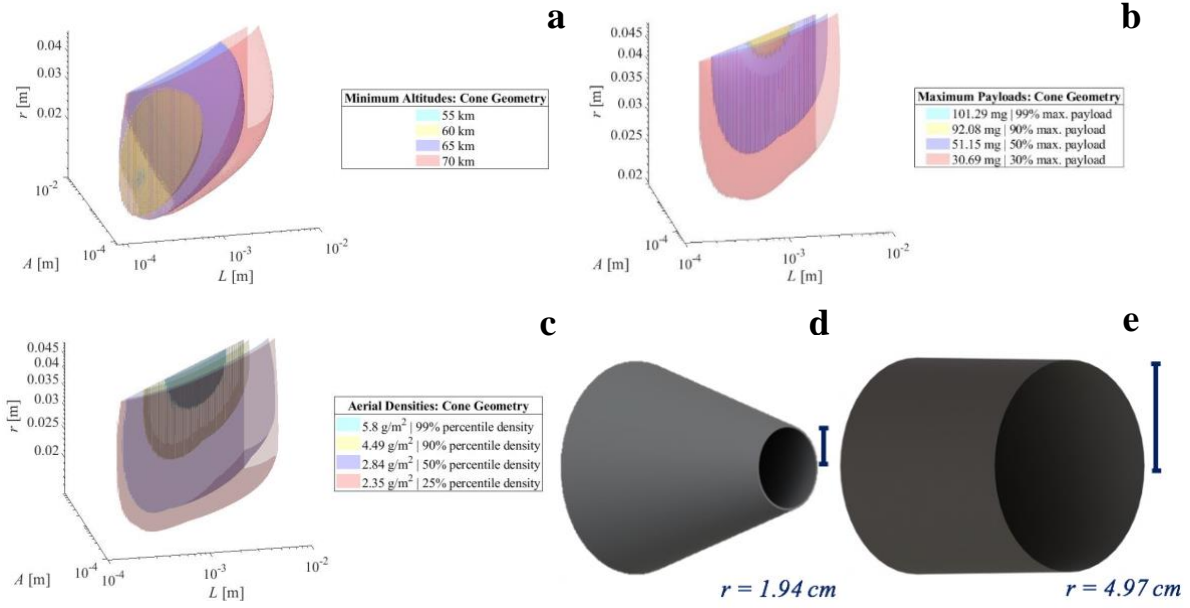 a
0.04
0.03
0.02
r [m]
10-2
10-4
A [m]
10-4
10-3
10-2
L [m]
Minimum Altitudes: Cone Geometry
55 km
60 km
65 km
70 km
b
0.045
0.04
0.035
0.03
0.025
0.02
r [m]
10-4
A [m]
10-4
10-3
10-2
L [m]
Maximum Payloads: Cone Geometry
101.29 mg | 99% max. payload
92.08 mg | 90% max. payload
51.15 mg | 50% max. payload
30.69 mg | 30% max. payload
c
0.045
0.04
0.035
0.03
0.025
0.02
r [m]
10-4
A [m]
10-4
10-3
10-2
L [m]
Aerial Densities: Cone Geometry
5.8 g/m2 | 99% percentile density
4.49 g/m2 | 90% percentile density
2.84 g/m2 | 50% percentile density
2.35 g/m2 | 25% percentile density
d
r = 1.94 cm
e
r = 4.97 cm